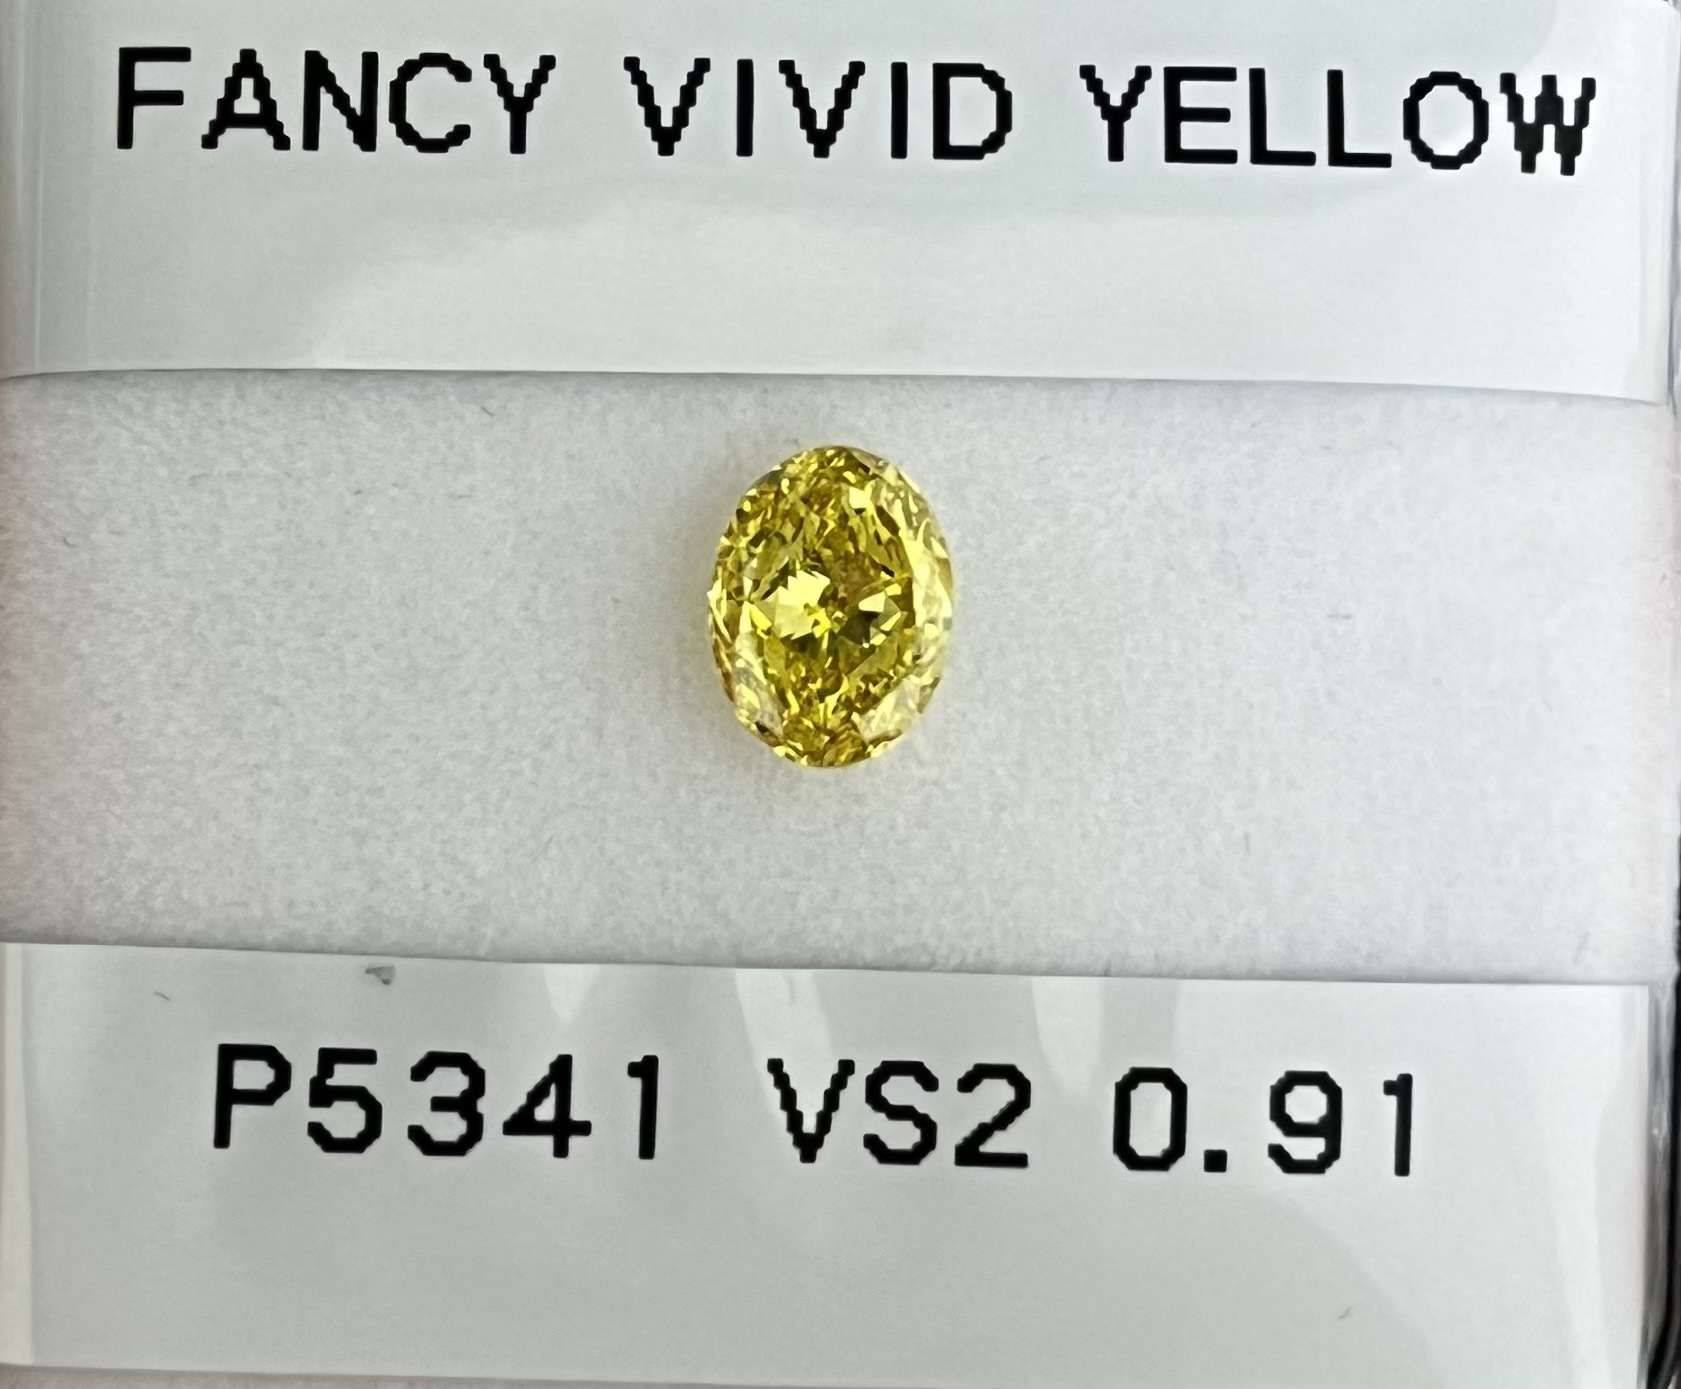 FANCY VIVID YELLOW
P5341 VS2 0.91